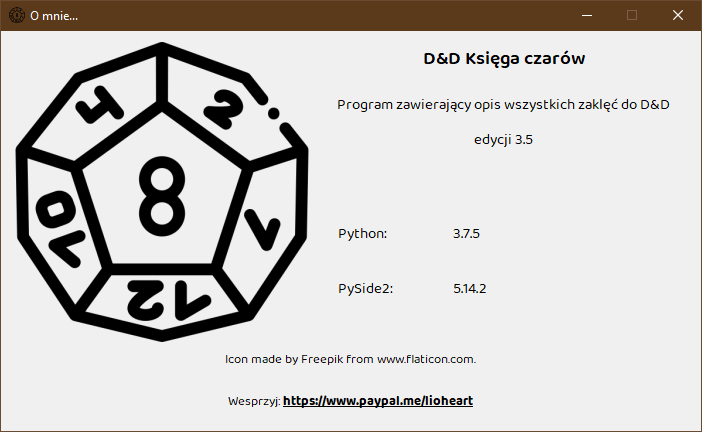 O mnie...
D&D Księga czarów
Program zawierający opis wszystkich zaklęć do D&D
edycji 3.5
4
2
8
10
1
12
Python: 3.7.5
PySide2: 5.14.2
Icon made by Freepik from www.flaticon.com.
Wesprzyj: https://www.paypal.me/lioheart